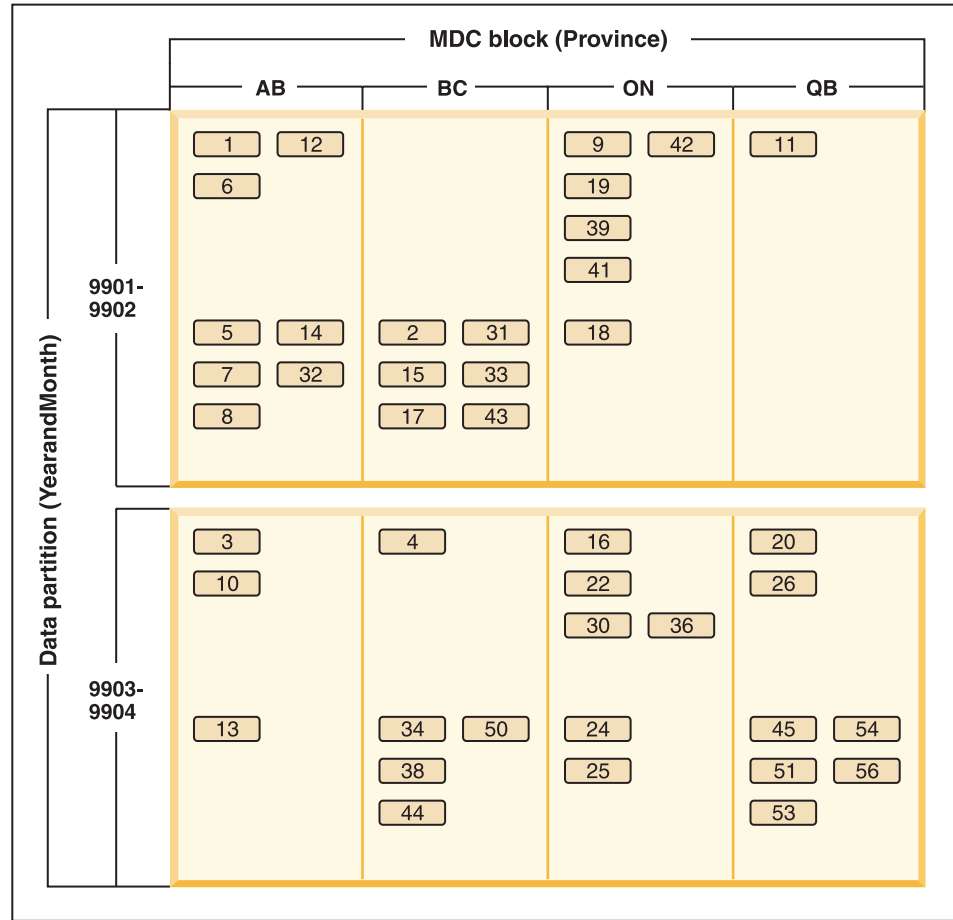 MDC block (Province)
AB BC ON QB
Data partition (YearandMonth)
9901-
9902
1 12 9 42 11
6 19
39
41
5 14 2 31 18
7 32 15 33
8 17 43
9903-
9904
3 4 16 20
10 22 26
30 36
13 34 50 24 45 54
38 25 51 56
44 53